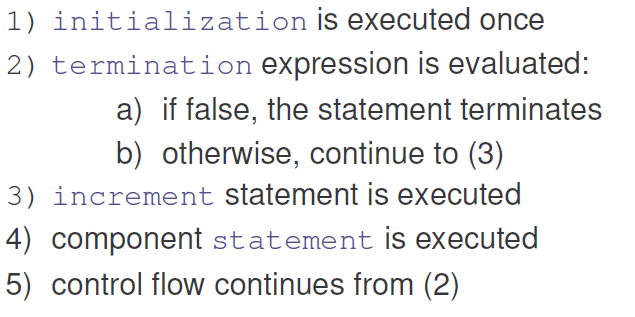 1) initialization is executed once
2) termination expression is evaluated:
a) if false, the statement terminates
b) otherwise, continue to (3)
3) increment statement is executed
4) component statement is executed
5) control flow continues from (2)